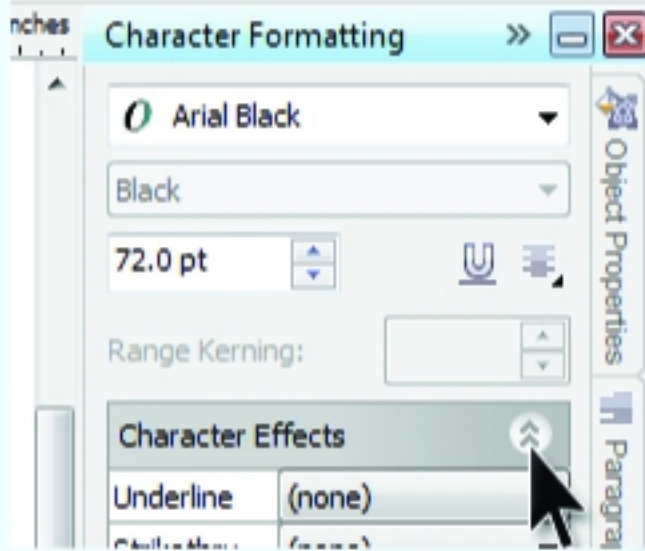 nches
Character Formatting
Arial Black
Black
72.0 pt
Range Kerning:
Character Effects
Underline (none)
Object Properties